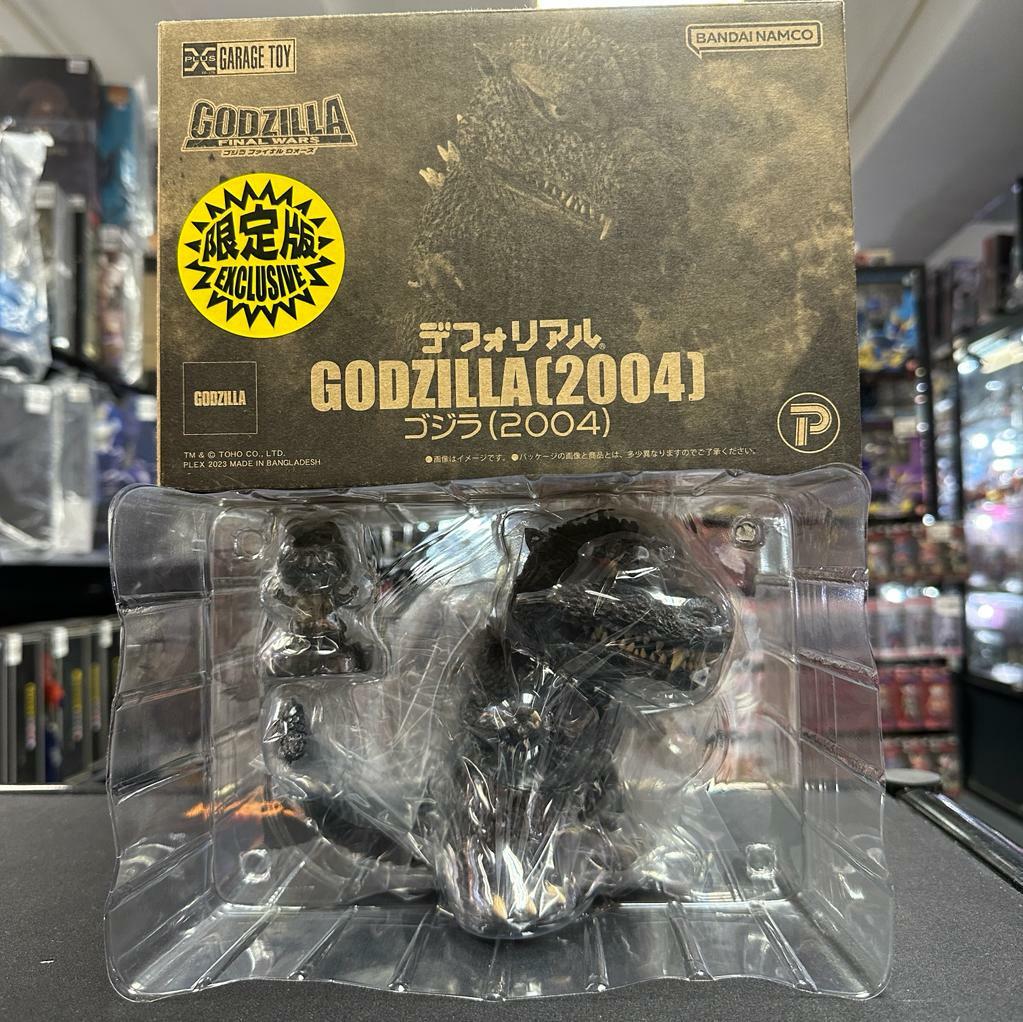 X PLUS GARAGE TOY
BANDAI NAMCO
GODZILLA
FINAL WARS
ゴジラ ファイナル ウォーズ
限定版
EXCLUSIVE
デフォリアル®
GODZILLA(2004)
ゴジラ(2004)
GODZILLA
P
TM & © TOHO CO., LTD.
PLEX 2023 MADE IN BANGLADESH
●画像はイメージです。●パッケージの画像と商品とは、多少異なりますのでご了承ください。